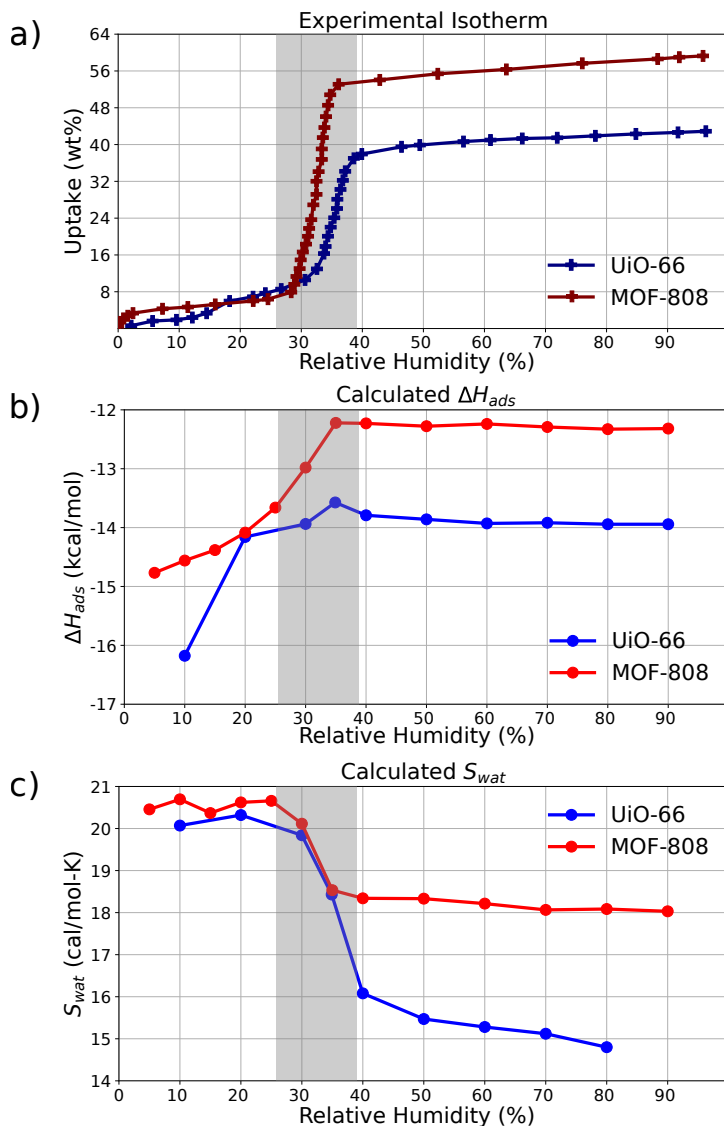 a)
Experimental Isotherm
Uptake (wt%)
64
56
48
40
32
24
16
8
UiO-66
MOF-808
0 10 20 30 40 50 60 70 80 90
Relative Humidity (%)
b)
Calculated ΔH_ads
ΔH_ads (kcal/mol)
-12
-13
-14
-15
-16
-17
UiO-66
MOF-808
0 10 20 30 40 50 60 70 80 90
Relative Humidity (%)
c)
Calculated S_wat
S_wat (cal/mol-K)
21
20
19
18
17
16
15
14
UiO-66
MOF-808
0 10 20 30 40 50 60 70 80 90
Relative Humidity (%)